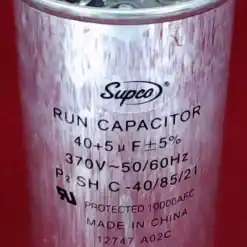 Supco®
RUN CAPACITOR
40+5µF±5%
370V~50/60Hz
P2 SH C -40/85/21
PROTECTED 10000AFC
MADE IN CHINA
12747 A02C